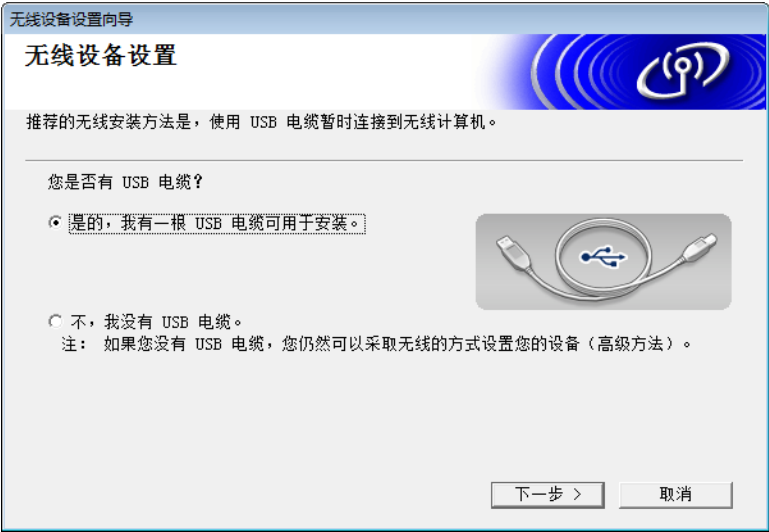 无线设备设置向导
无线设备设置
推荐的无线安装方法是，使用 USB 电缆暂时连接到无线计算机。
您是否有 USB 电缆？
是的，我有一根 USB 电缆可用于安装。
不，我没有 USB 电缆。
注： 如果您没有 USB 电缆，您仍然可以采取无线的方式设置您的设备（高级方法）。
下一步 >
取消